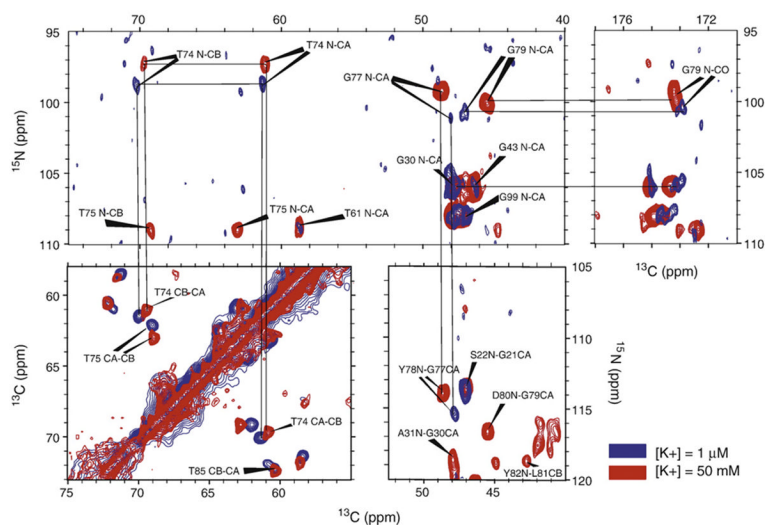 70 60 50 40 176 174 172
95 95
T74 N-CB T74 N-CA G79 N-CA
G77 N-CA G79 N-CO
100 100
15N (ppm)
G43 N-CA
G30 N-CA
105 105
T75 N-CB T75 N-CA T61 N-CA G99 N-CA
110 110
13C (ppm)
105
60 T74 CB-CA
110
T75 CA-CB S22N-G21CA
13C (ppm) 15N (ppm)
65 Y78N-G77CA
D80N-G79CA
115
70 T74 CA-CB
A31N-G30CA
[K+] = 1 μM
T85 CB-CA [K+] = 50 mM
Y82N-L81CB
120
75 70 65 60 50 45 40
13C (ppm)